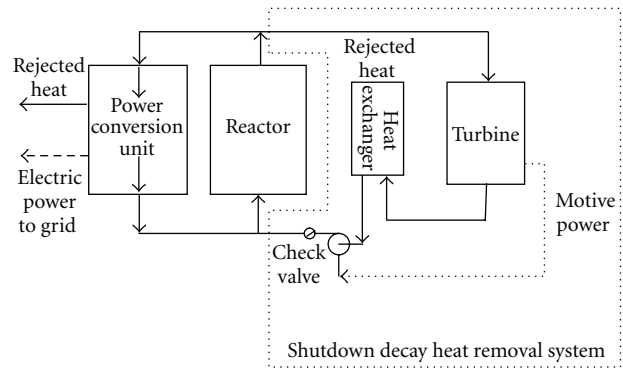 Rejected
heat
Power
conversion
unit
Electric
power
to grid
Reactor
Rejected
heat
Heat
exchanger
Turbine
Motive
power
Check
valve
Shutdown decay heat removal system